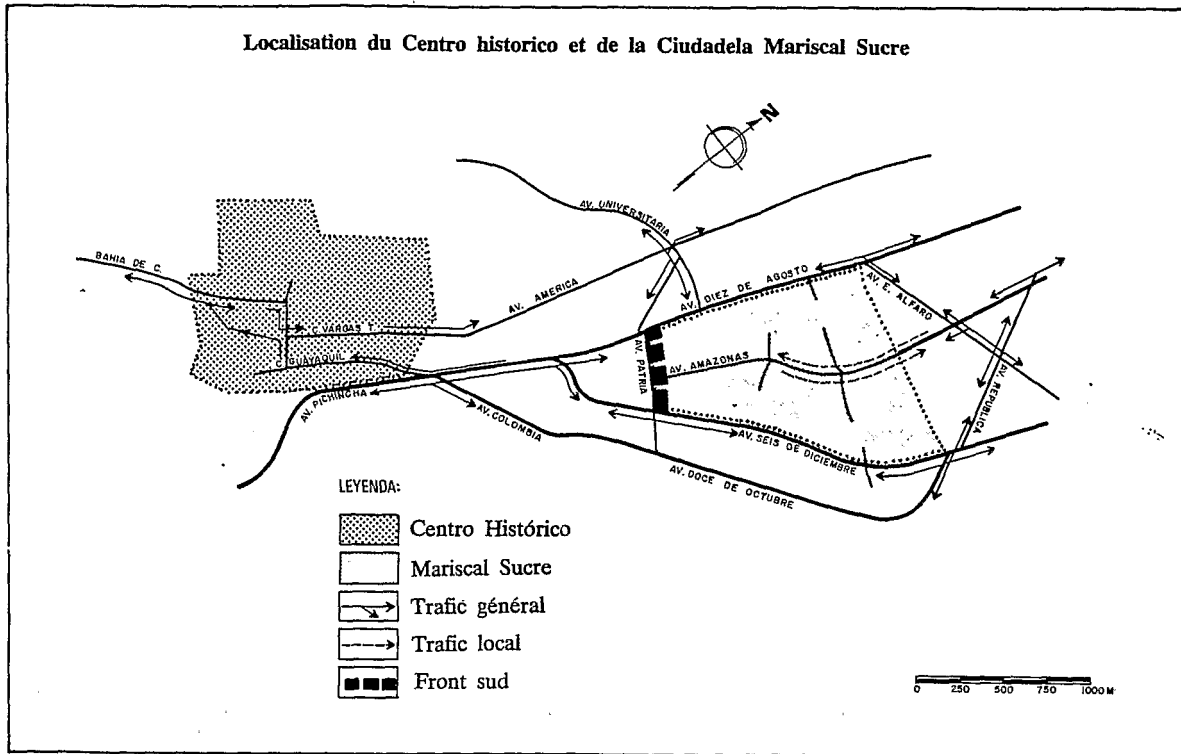 Localisation du Centro historico et de la Ciudadela Mariscal Sucre
N
AV. UNIVERSITARIA
BAHIA DE C.
AV. AMERICA
AV. DIEZ DE AGOSTO
AV. E. ALFARO
C. VARGAS T.
GUAYAQUIL
AV. PATRIA
AV. AMAZONAS
AV. REPUBLICA
AV. PICHINCHA
AV. COLOMBIA
AV. SEIS DE DICIEMBRE
AV. DOCE DE OCTUBRE
LEYENDA:
Centro Histórico
Mariscal Sucre
Trafic général
Trafic local
Front sud
0 250 500 750 1000 M